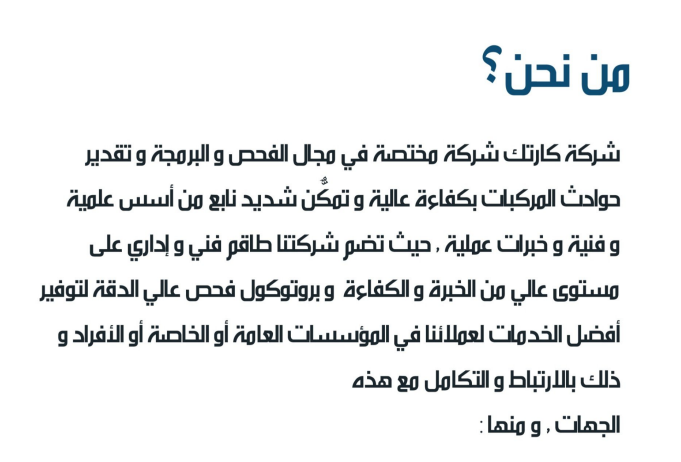 من نحن؟
شركة كارتك شركة مختصة في مجال الفحص و البرمجة و تقدير
حوادث المركبات بكفاءة عالية و تمكٌّن شديد نابع من أسس علمية
و فنية و خبرات عملية , حيث تضم شركتنا طاقم فني و إداري على
مستوى عالي من الخبرة و الكفاءة و بروتوكول فحص عالي الدقة لتوفير
أفضل الخدمات لعملائنا في المؤسسات العامة أو الخاصة أو الأفراد و
ذلك بالارتباط و التكامل مع هذه
الجهات , و منها :